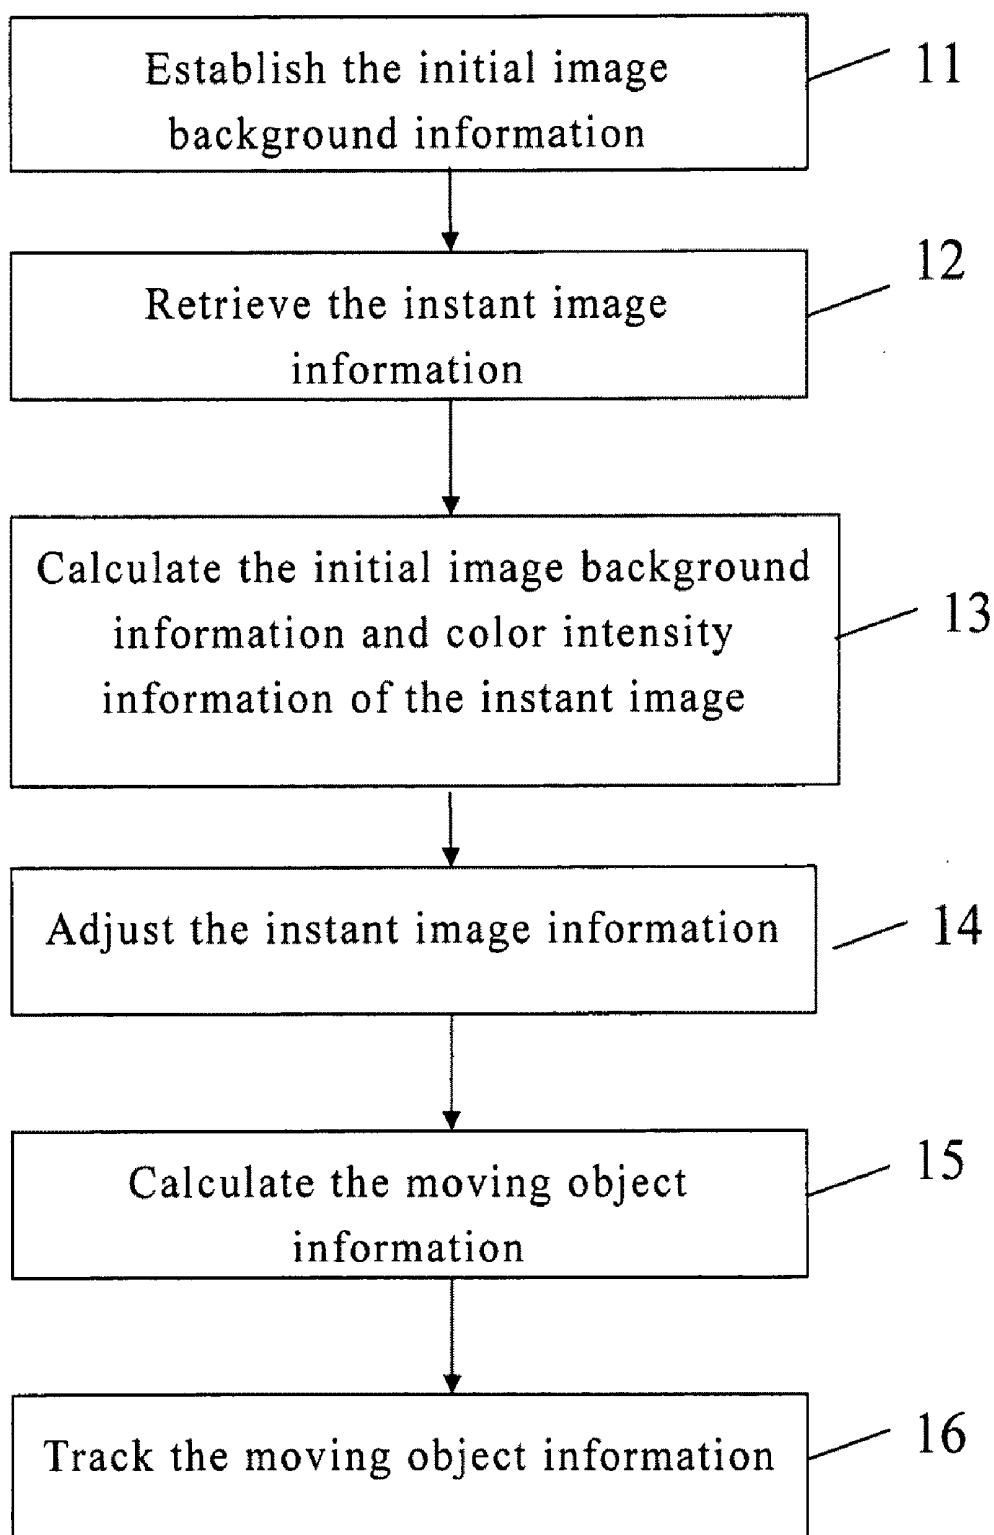 Establish the initial image
background information
11
Retrieve the instant image
information
12
Calculate the initial image background
information and color intensity
information of the instant image
13
Adjust the instant image information
14
Calculate the moving object
information
15
Track the moving object information
16